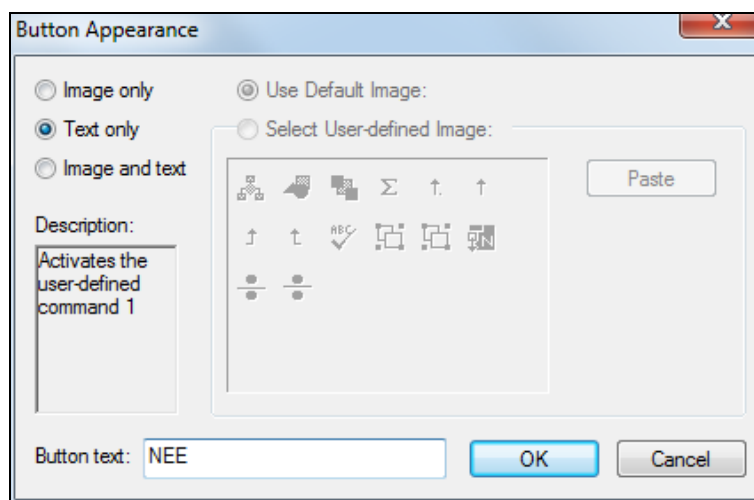 Button Appearance
Image only
Use Default Image:
Text only
Select User-defined Image:
Image and text
Paste
Description:
Activates the
user-defined
command 1
Button text: NEE
OK
Cancel